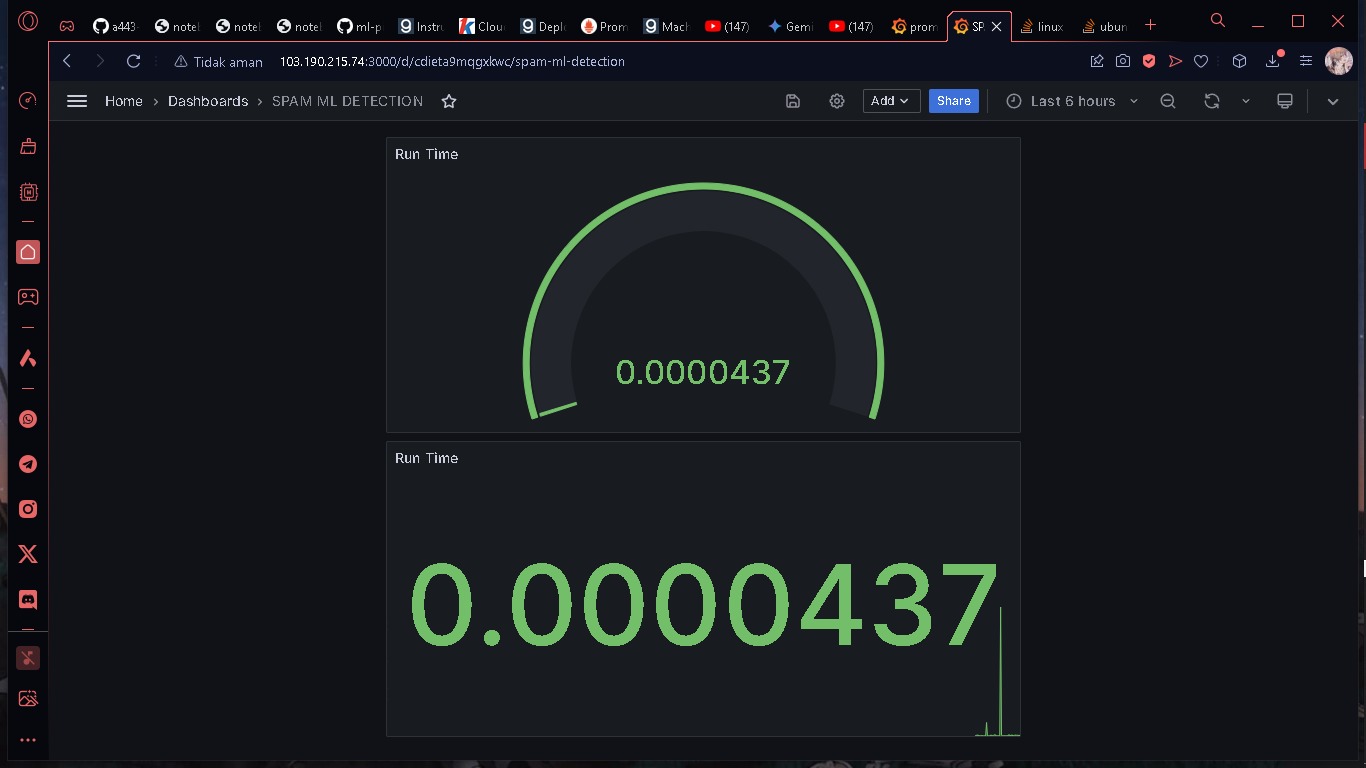 a443- notel notel notel ml-p Instru Clou Deplo Prom Mach (147) Gemi (147) prom SP. linux ubun
Tidak aman 103.190.215.74:3000/d/cdieta9mqgxkwc/spam-ml-detection
Home › Dashboards › SPAM ML DETECTION Add Share Last 6 hours
Run Time
0.0000437
Run Time
0.0000437